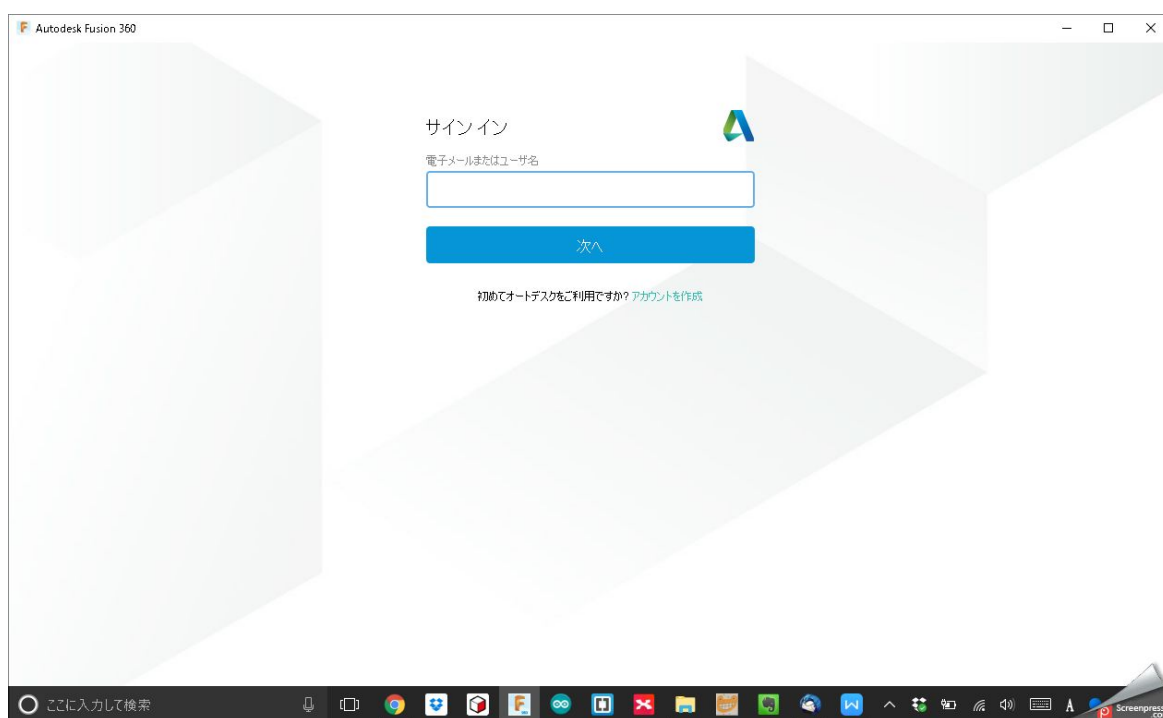 Autodesk Fusion 360
サイン イン
電子メールまたはユーザ名
次へ
初めてオートデスクをご利用ですか? アカウントを作成
ここに入力して検索
A
Screenpress
.co